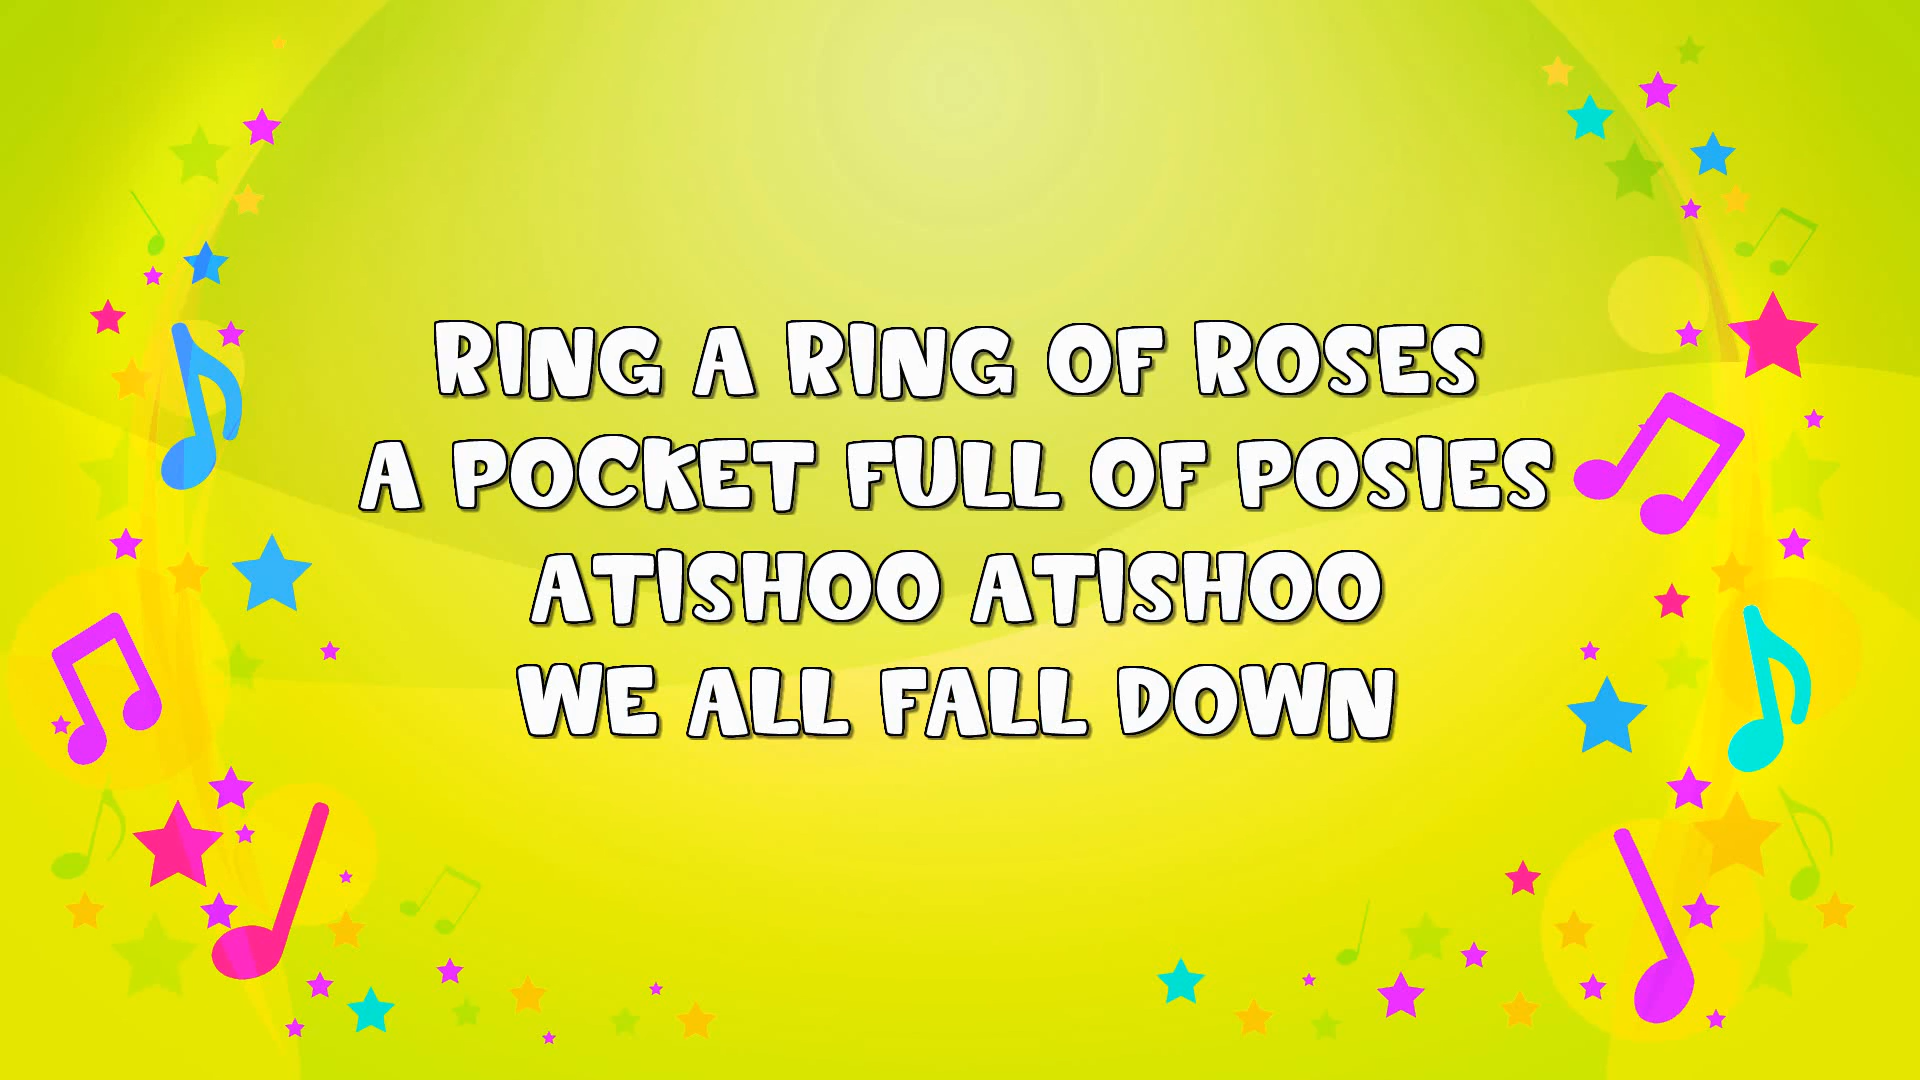 RING A RING OF ROSES
A POCKET FULL OF POSIES
ATISHOO ATISHOO
WE ALL FALL DOWN